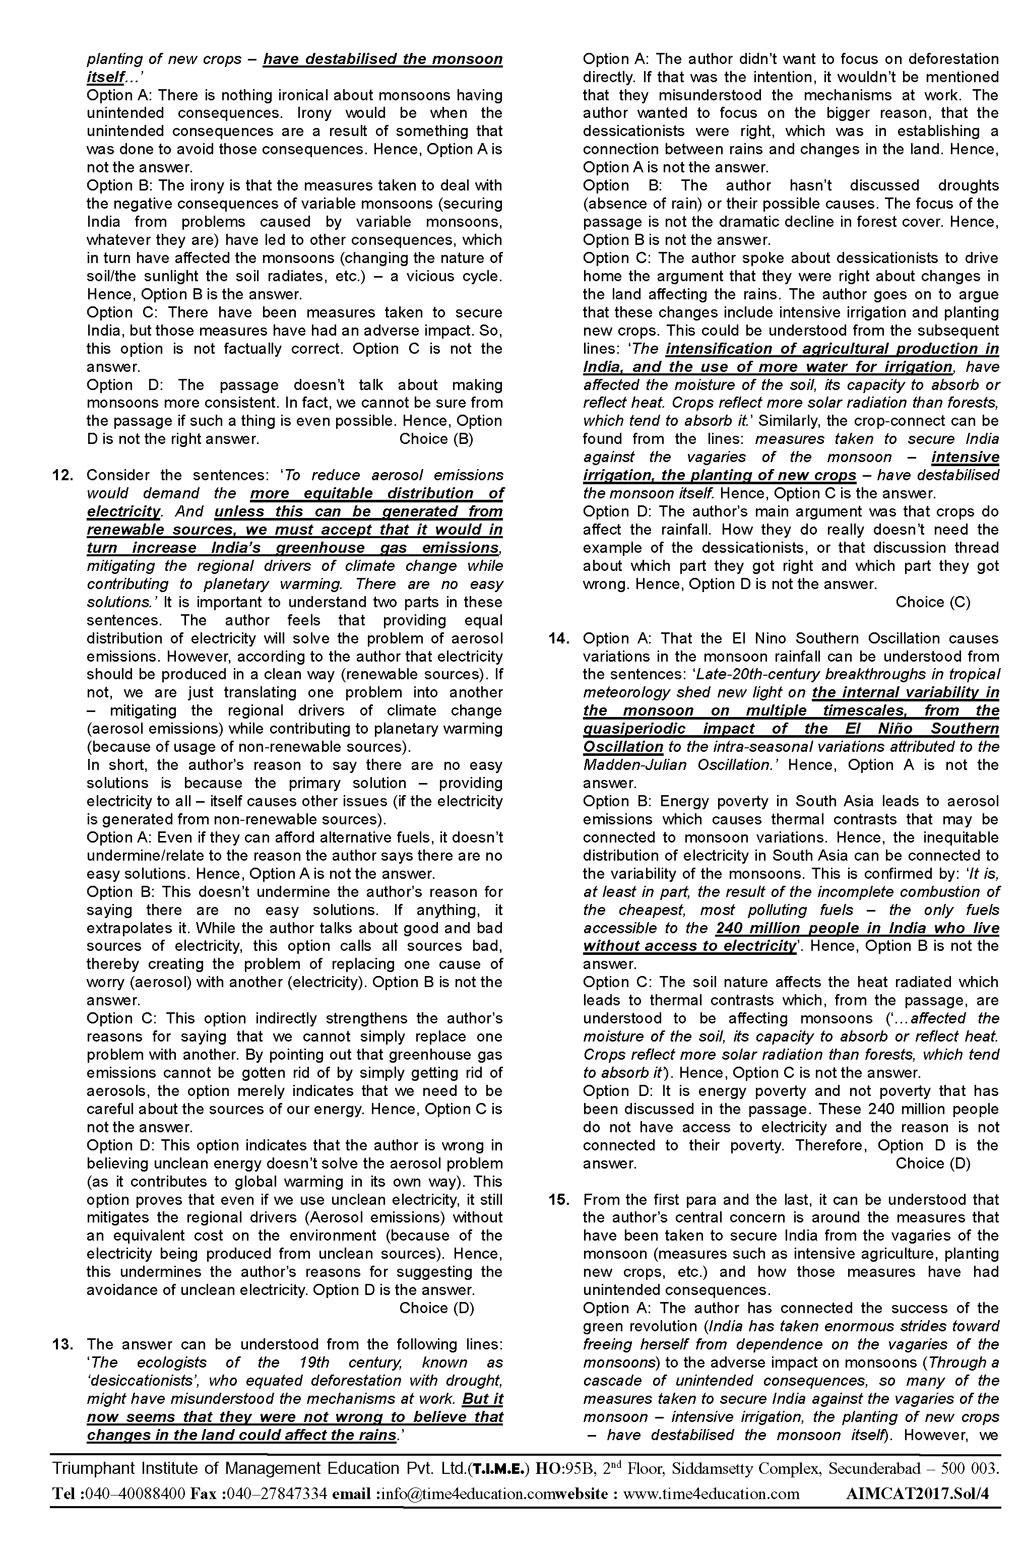 planting of new crops – have destabilised the monsoon
itself…’
Option A: There is nothing ironical about monsoons having
unintended consequences. Irony would be when the
unintended consequences are a result of something that
was done to avoid those consequences. Hence, Option A is
not the answer.
Option B: The irony is that the measures taken to deal with
the negative consequences of variable monsoons (securing
India from problems caused by variable monsoons,
whatever they are) have led to other consequences, which
in turn have affected the monsoons (changing the nature of
soil/the sunlight the soil radiates, etc.) – a vicious cycle.
Hence, Option B is the answer.
Option C: There have been measures taken to secure
India, but those measures have had an adverse impact. So,
this option is not factually correct. Option C is not the
answer.
Option D: The passage doesn’t talk about making
monsoons more consistent. In fact, we cannot be sure from
the passage if such a thing is even possible. Hence, Option
D is not the right answer. Choice (B)
12. Consider the sentences: ‘To reduce aerosol emissions
would demand the more equitable distribution of
electricity. And unless this can be generated from
renewable sources, we must accept that it would in
turn increase India’s greenhouse gas emissions,
mitigating the regional drivers of climate change while
contributing to planetary warming. There are no easy
solutions.’ It is important to understand two parts in these
sentences. The author feels that providing equal
distribution of electricity will solve the problem of aerosol
emissions. However, according to the author that electricity
should be produced in a clean way (renewable sources). If
not, we are just translating one problem into another
– mitigating the regional drivers of climate change
(aerosol emissions) while contributing to planetary warming
(because of usage of non-renewable sources).
In short, the author’s reason to say there are no easy
solutions is because the primary solution – providing
electricity to all – itself causes other issues (if the electricity
is generated from non-renewable sources).
Option A: Even if they can afford alternative fuels, it doesn’t
undermine/relate to the reason the author says there are no
easy solutions. Hence, Option A is not the answer.
Option B: This doesn’t undermine the author’s reason for
saying there are no easy solutions. If anything, it
extrapolates it. While the author talks about good and bad
sources of electricity, this option calls all sources bad,
thereby creating the problem of replacing one cause of
worry (aerosol) with another (electricity). Option B is not the
answer.
Option C: This option indirectly strengthens the author’s
reasons for saying that we cannot simply replace one
problem with another. By pointing out that greenhouse gas
emissions cannot be gotten rid of by simply getting rid of
aerosols, the option merely indicates that we need to be
careful about the sources of our energy. Hence, Option C is
not the answer.
Option D: This option indicates that the author is wrong in
believing unclean energy doesn’t solve the aerosol problem
(as it contributes to global warming in its own way). This
option proves that even if we use unclean electricity, it still
mitigates the regional drivers (Aerosol emissions) without
an equivalent cost on the environment (because of the
electricity being produced from unclean sources). Hence,
this undermines the author’s reasons for suggesting the
avoidance of unclean electricity. Option D is the answer.
Choice (D)
13. The answer can be understood from the following lines:
‘The ecologists of the 19th century, known as
‘desiccationists’, who equated deforestation with drought,
might have misunderstood the mechanisms at work. But it
now seems that they were not wrong to believe that
changes in the land could affect the rains.’
Option A: The author didn’t want to focus on deforestation
directly. If that was the intention, it wouldn’t be mentioned
that they misunderstood the mechanisms at work. The
author wanted to focus on the bigger reason, that the
dessicationists were right, which was in establishing a
connection between rains and changes in the land. Hence,
Option A is not the answer.
Option B: The author hasn’t discussed droughts
(absence of rain) or their possible causes. The focus of the
passage is not the dramatic decline in forest cover. Hence,
Option B is not the answer.
Option C: The author spoke about dessicationists to drive
home the argument that they were right about changes in
the land affecting the rains. The author goes on to argue
that these changes include intensive irrigation and planting
new crops. This could be understood from the subsequent
lines: ‘The intensification of agricultural production in
India, and the use of more water for irrigation, have
affected the moisture of the soil, its capacity to absorb or
reflect heat. Crops reflect more solar radiation than forests,
which tend to absorb it.’ Similarly, the crop-connect can be
found from the lines: measures taken to secure India
against the vagaries of the monsoon – intensive
irrigation, the planting of new crops – have destabilised
the monsoon itself. Hence, Option C is the answer.
Option D: The author’s main argument was that crops do
affect the rainfall. How they do really doesn’t need the
example of the dessicationists, or that discussion thread
about which part they got right and which part they got
wrong. Hence, Option D is not the answer.
Choice (C)
14. Option A: That the El Nino Southern Oscillation causes
variations in the monsoon rainfall can be understood from
the sentences: ‘Late-20th-century breakthroughs in tropical
meteorology shed new light on the internal variability in
the monsoon on multiple timescales, from the
quasiperiodic impact of the El Niño Southern
Oscillation to the intra-seasonal variations attributed to the
Madden-Julian Oscillation.’ Hence, Option A is not the
answer.
Option B: Energy poverty in South Asia leads to aerosol
emissions which causes thermal contrasts that may be
connected to monsoon variations. Hence, the inequitable
distribution of electricity in South Asia can be connected to
the variability of the monsoons. This is confirmed by: ‘It is,
at least in part, the result of the incomplete combustion of
the cheapest, most polluting fuels – the only fuels
accessible to the 240 million people in India who live
without access to electricity’. Hence, Option B is not the
answer.
Option C: The soil nature affects the heat radiated which
leads to thermal contrasts which, from the passage, are
understood to be affecting monsoons (‘…affected the
moisture of the soil, its capacity to absorb or reflect heat.
Crops reflect more solar radiation than forests, which tend
to absorb it’). Hence, Option C is not the answer.
Option D: It is energy poverty and not poverty that has
been discussed in the passage. These 240 million people
do not have access to electricity and the reason is not
connected to their poverty. Therefore, Option D is the
answer. Choice (D)
15. From the first para and the last, it can be understood that
the author’s central concern is around the measures that
have been taken to secure India from the vagaries of the
monsoon (measures such as intensive agriculture, planting
new crops, etc.) and how those measures have had
unintended consequences.
Option A: The author has connected the success of the
green revolution (India has taken enormous strides toward
freeing herself from dependence on the vagaries of the
monsoons) to the adverse impact on monsoons (Through a
cascade of unintended consequences, so many of the
measures taken to secure India against the vagaries of the
monsoon – intensive irrigation, the planting of new crops
– have destabilised the monsoon itself). However, we
Triumphant Institute of Management Education Pvt. Ltd.(T.I.M.E.) HO:95B, 2nd Floor, Siddamsetty Complex, Secunderabad – 500 003.
Tel :040–40088400 Fax :040–27847334 email :info@time4education.comwebsite : www.time4education.com AIMCAT2017.Sol/4